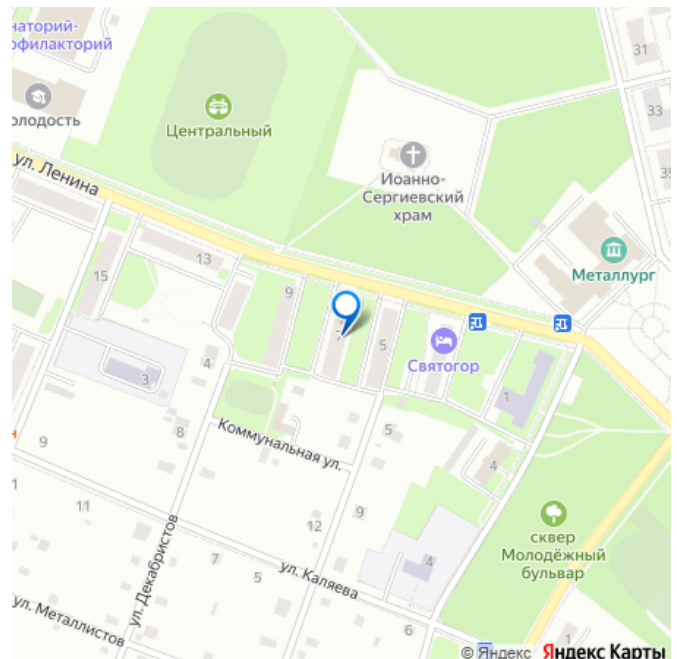 наторий-
офилакторий
олодость
Центральный
31
33
35
Иоанно-
Сергиевский
храм
Металлург
ул. Ленина
15
13
9
7
5
Святогор
1
3
4
8
Коммунальная ул.
5
4
н
9
1
11
12
9
4
сквер
Молодёжный
бульвар
ул. Декабристов
7
5
ул. Каляева
ул. Металлистов
6
1
© Яндекс Яндекс Карты